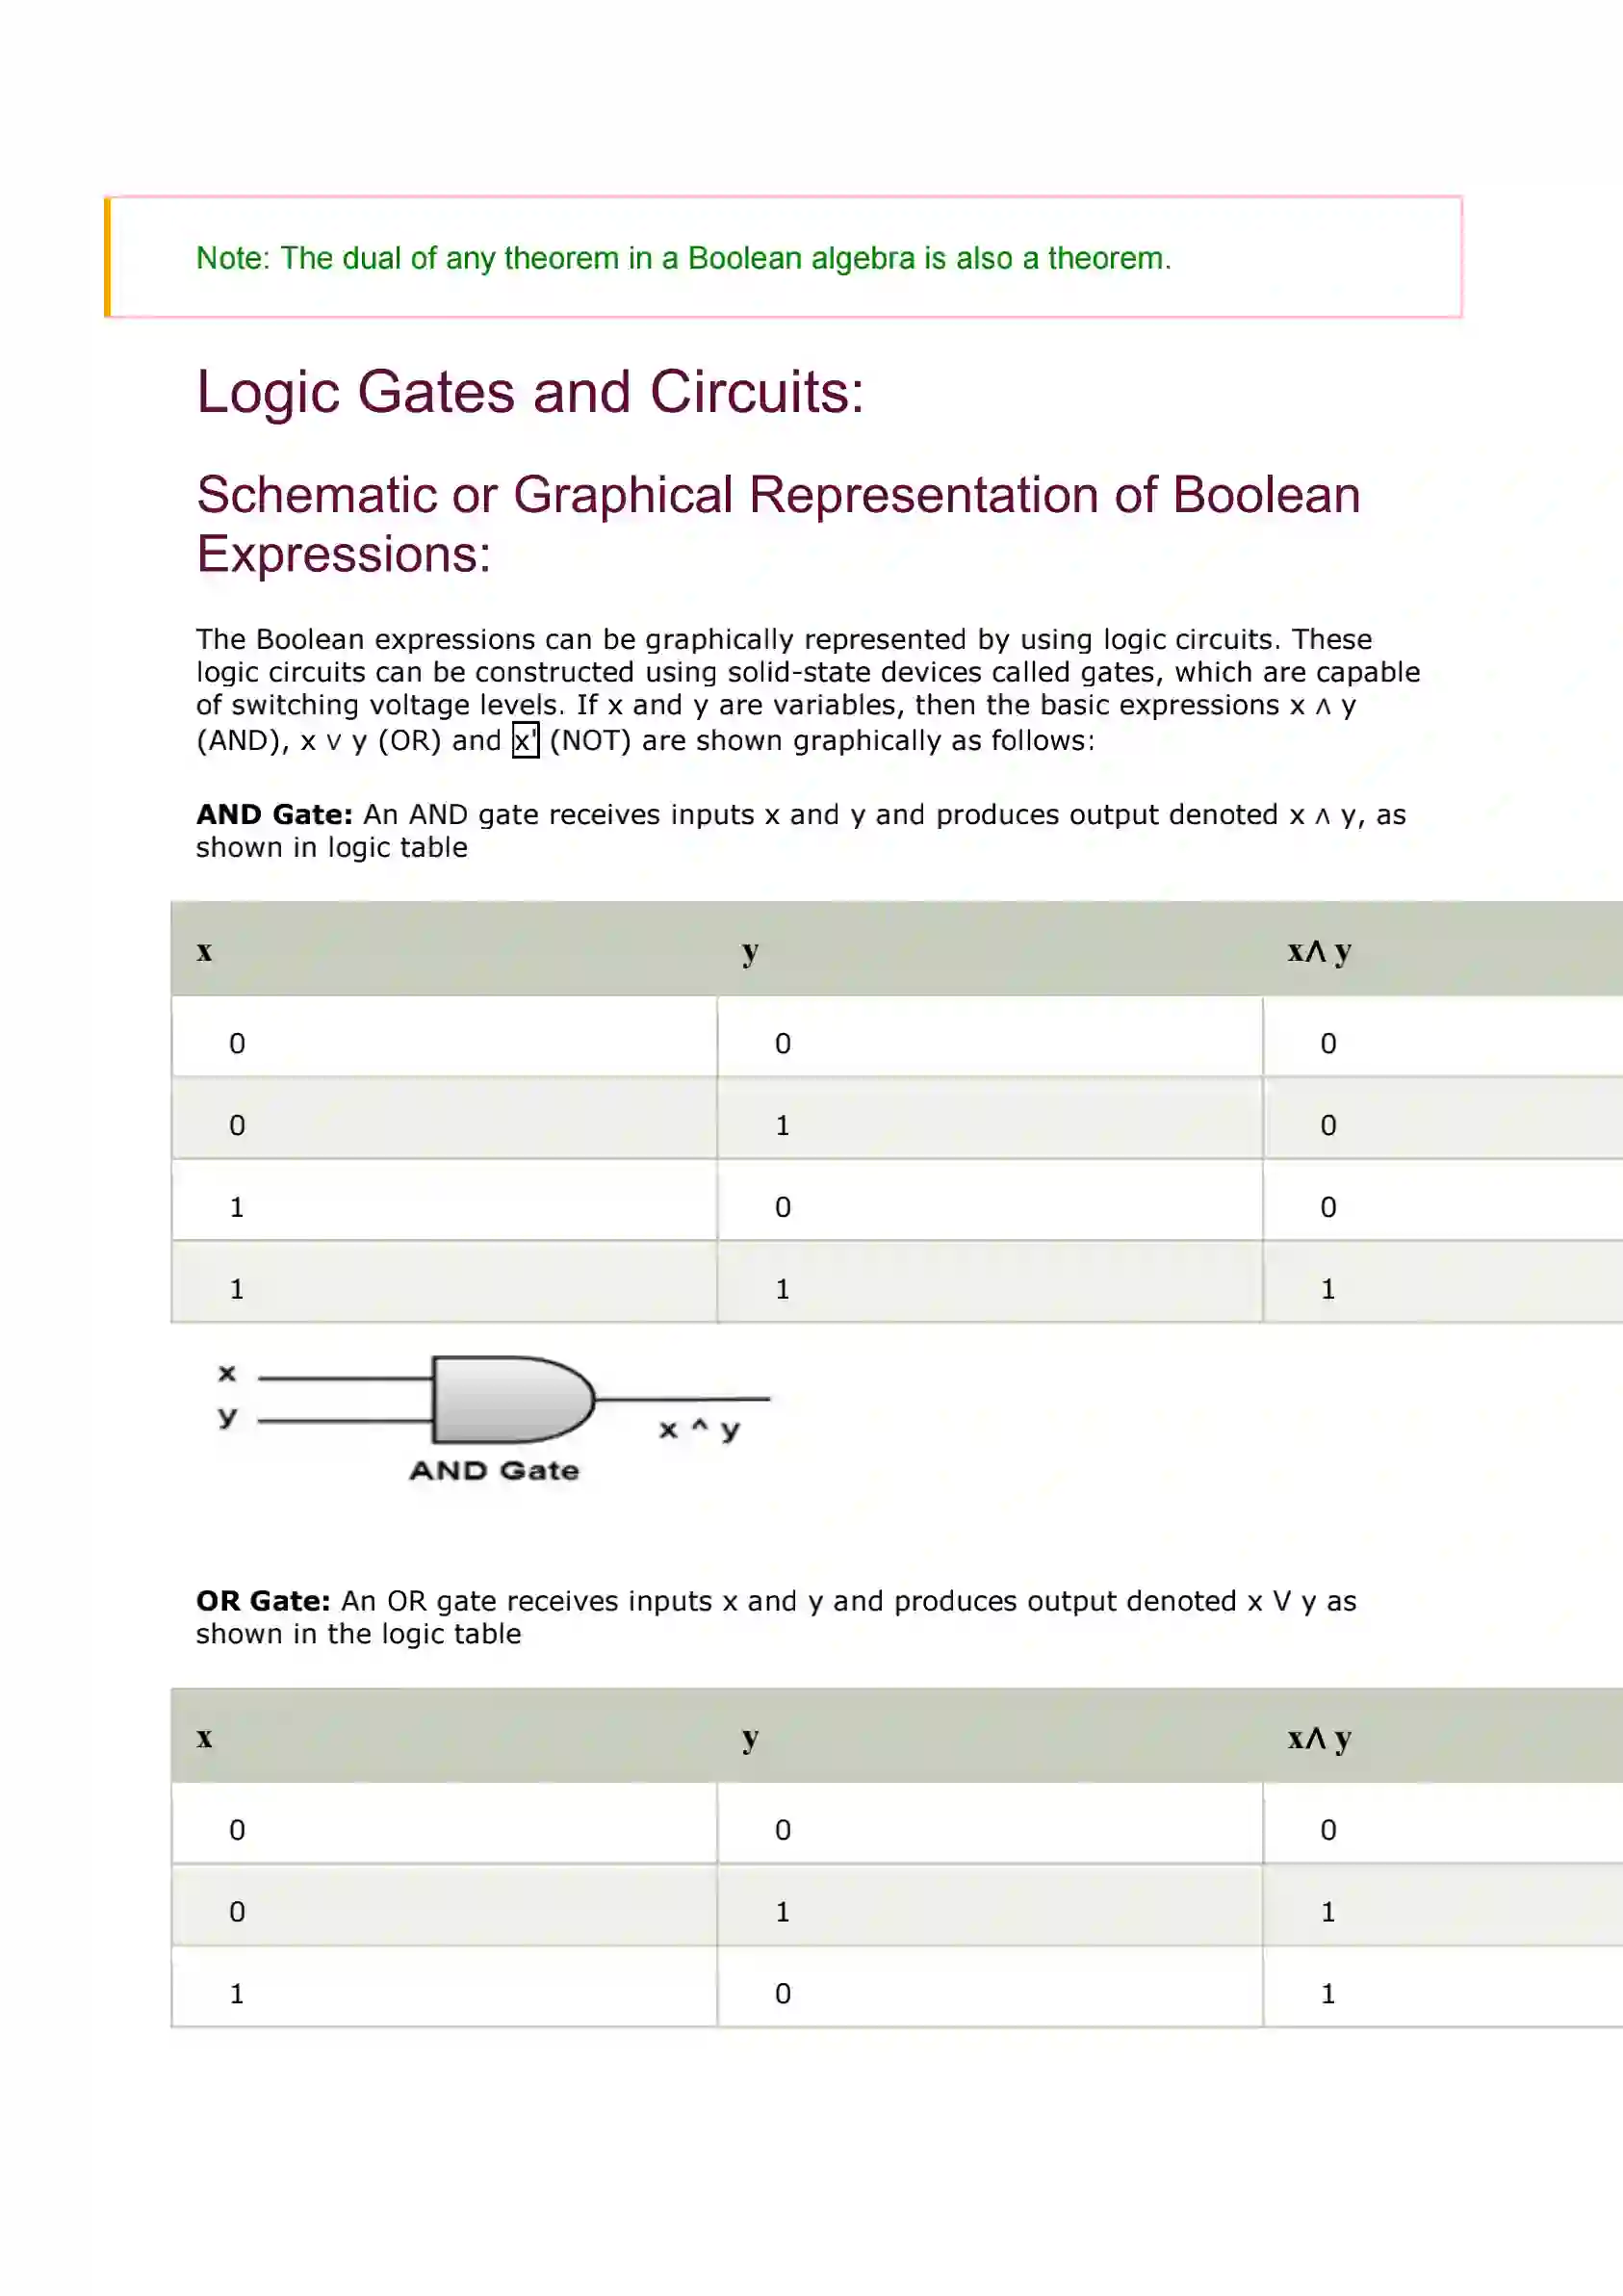 Note: The dual of any theorem in a Boolean algebra is also a theorem.
Logic Gates and Circuits:
Schematic or Graphical Representation of Boolean
Expressions:
The Boolean expressions can be graphically represented by using logic circuits. These
logic circuits can be constructed using solid-state devices called gates, which are capable
of switching voltage levels. If x and y are variables, then the basic expressions x ∧ y
(AND), x ∨ y (OR) and x' (NOT) are shown graphically as follows:
AND Gate: An AND gate receives inputs x and y and produces output denoted x ∧ y, as
shown in logic table
x y x∧ y
0 0 0
0 1 0
1 0 0
1 1 1
x
y
x ^ y
AND Gate
OR Gate: An OR gate receives inputs x and y and produces output denoted x V y as
shown in the logic table
x y x∧ y
0 0 0
0 1 1
1 0 1